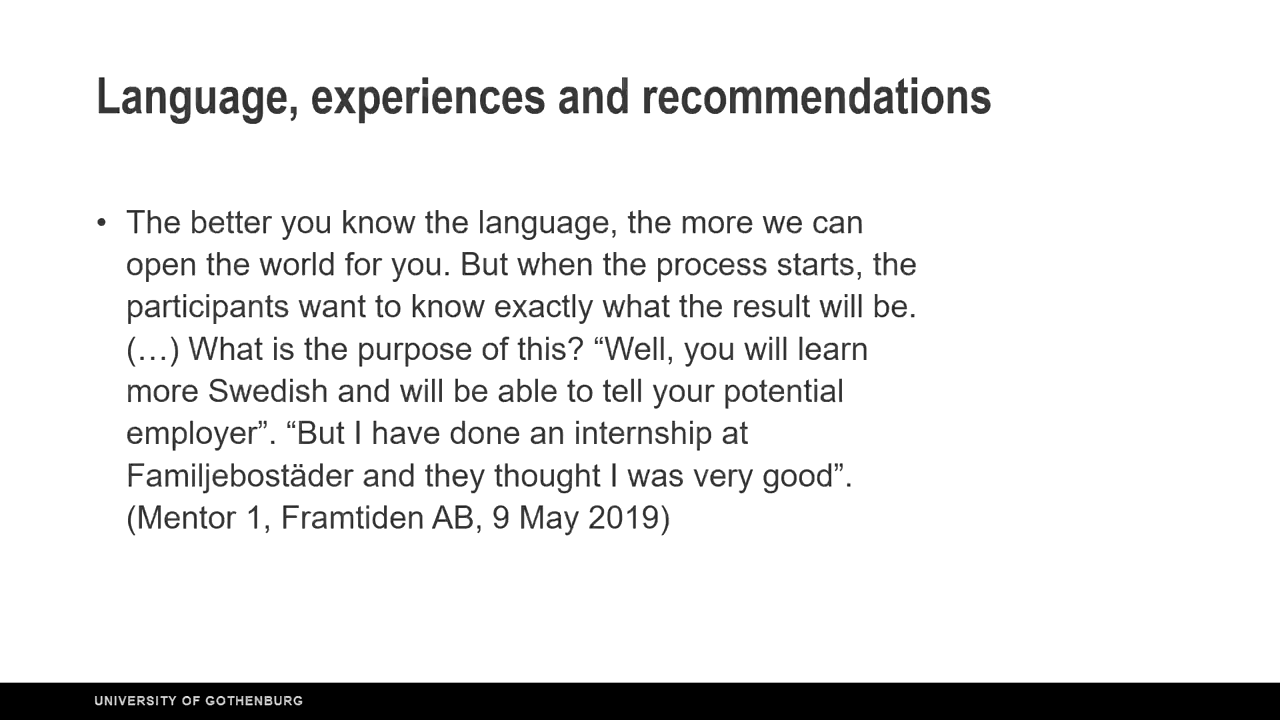 Language, experiences and recommendations
• The better you know the language, the more we can
open the world for you. But when the process starts, the
participants want to know exactly what the result will be.
(…) What is the purpose of this? “Well, you will learn
more Swedish and will be able to tell your potential
employer”. “But I have done an internship at
Familjebostäder and they thought I was very good”.
(Mentor 1, Framtiden AB, 9 May 2019)
UNIVERSITY OF GOTHENBURG